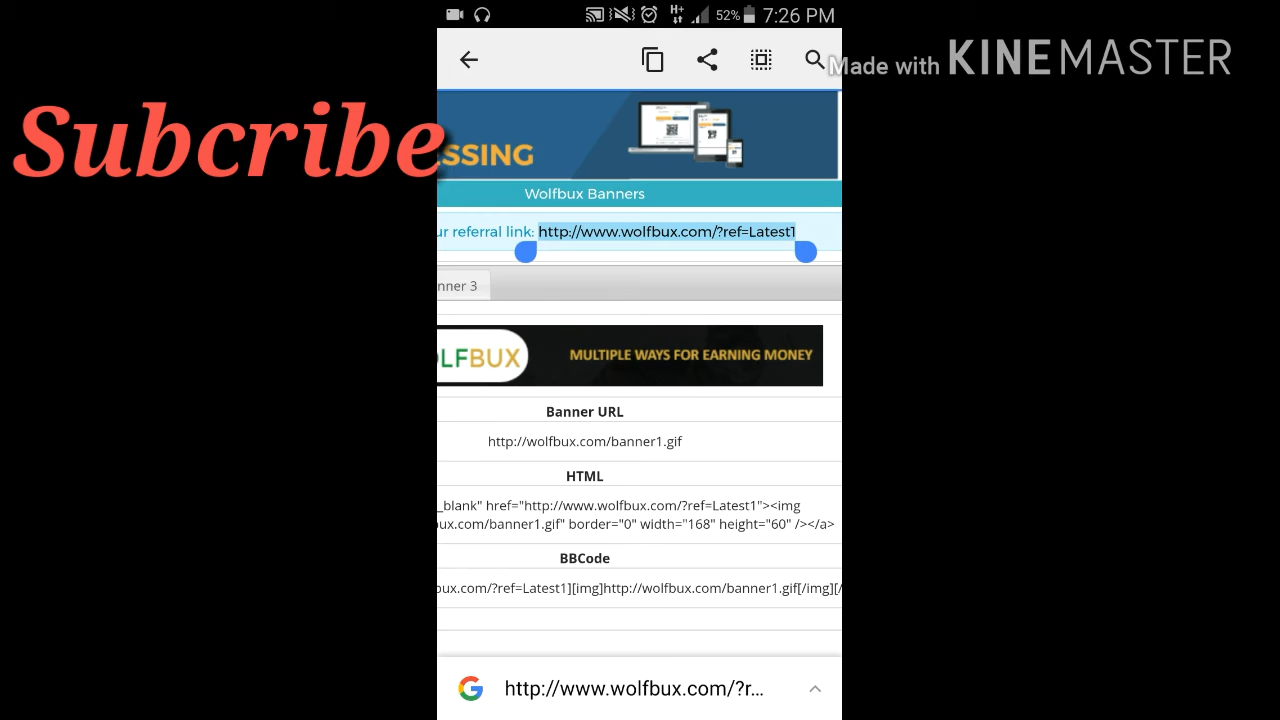 52% 7:26 PM
Made with KINEMASTER
Subcribe
SSING
Wolfbux Banners
ur referral link: http://www.wolfbux.com/?ref=Latest1
nner 3
OLFBUX MULTIPLE WAYS FOR EARNING MONEY
Banner URL
http://wolfbux.com/banner1.gif
HTML
_blank" href="http://www.wolfbux.com/?ref=Latest1"><img
ux.com/banner1.gif" border="0" width="168" height="60" /></a>
BBCode
bux.com/?ref=Latest1][img]http://wolfbux.com/banner1.gif[/img][/
http://www.wolfbux.com/?r...